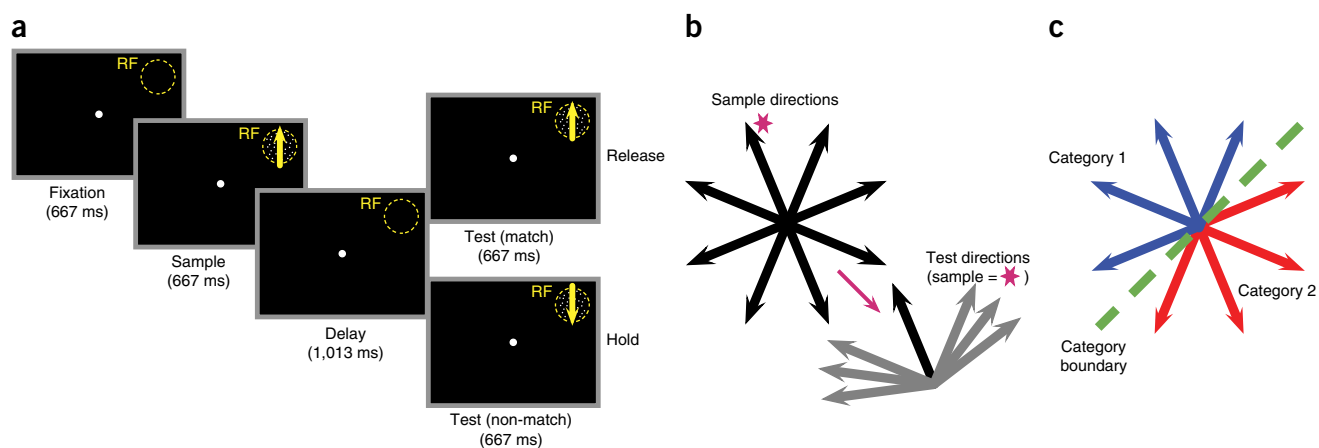 a
RF
Fixation
(667 ms)
RF
Sample
(667 ms)
RF
Delay
(1,013 ms)
RF
Release
Test (match)
(667 ms)
RF
Hold
Test (non-match)
(667 ms)
b
Sample directions
Test directions
(sample = ✶ )
c
Category 1
Category 2
Category
boundary